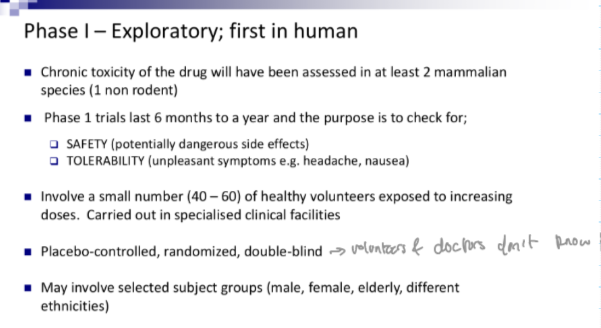 Phase I – Exploratory; first in human
Chronic toxicity of the drug will have been assessed in at least 2 mammalian
species (1 non rodent)
Phase 1 trials last 6 months to a year and the purpose is to check for;
SAFETY (potentially dangerous side effects)
TOLERABILITY (unpleasant symptoms e.g. headache, nausea)
Involve a small number (40 – 60) of healthy volunteers exposed to increasing
doses. Carried out in specialised clinical facilities
Placebo-controlled, randomized, double-blind → volunteers & doctors don't know
May involve selected subject groups (male, female, elderly, different
ethnicities)